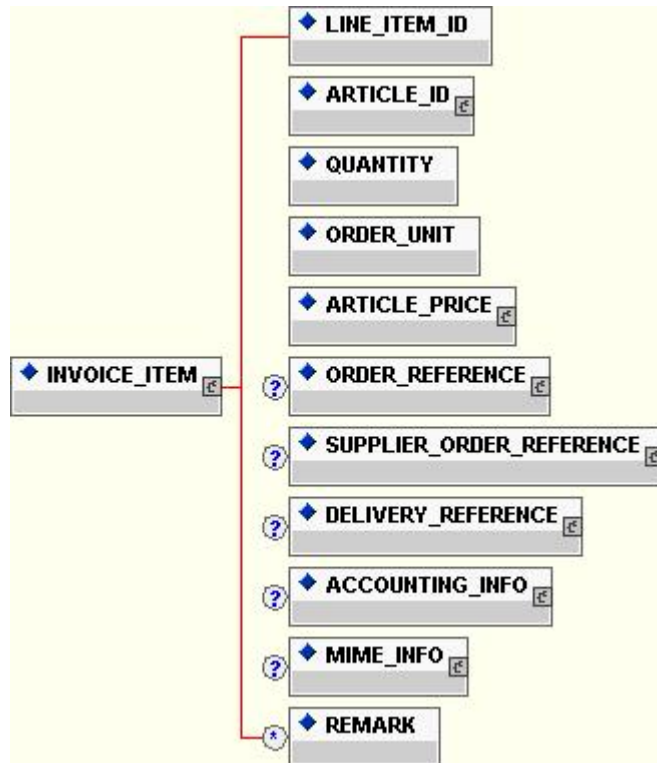 LINE_ITEM_ID
ARTICLE_ID
QUANTITY
ORDER_UNIT
ARTICLE_PRICE
INVOICE_ITEM
? ORDER_REFERENCE
? SUPPLIER_ORDER_REFERENCE
? DELIVERY_REFERENCE
? ACCOUNTING_INFO
? MIME_INFO
* REMARK